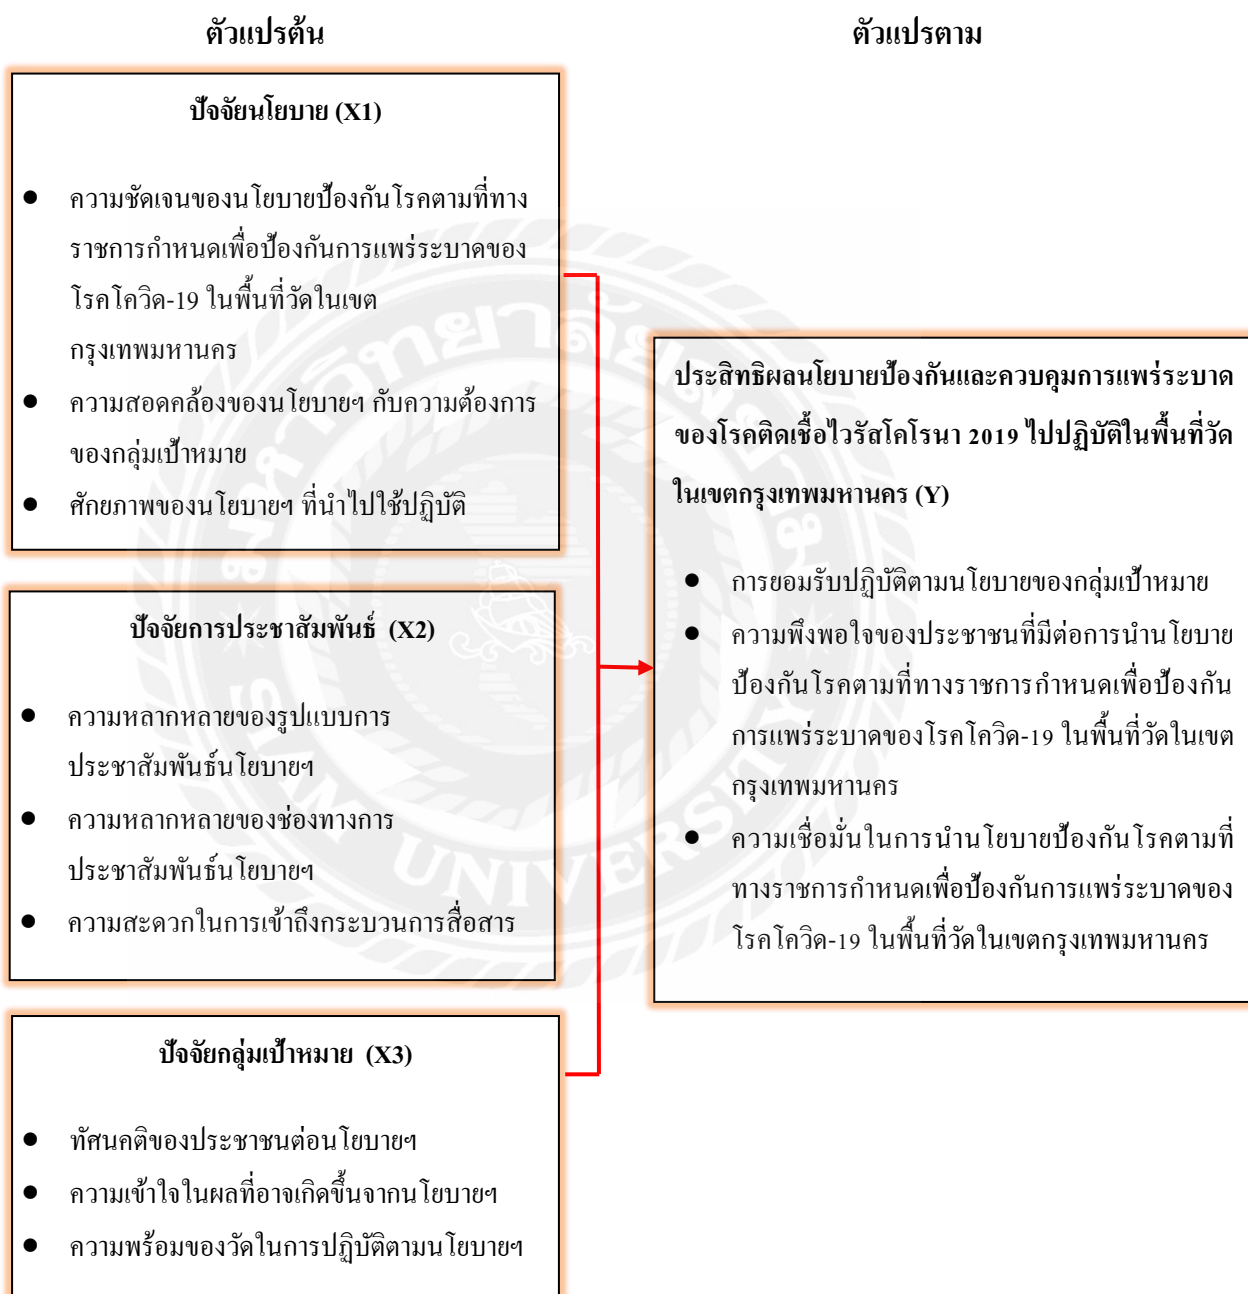 ตัวแปรต้น
ตัวแปรตาม
ปัจจัยนโยบาย (X1)
● ความชัดเจนของนโยบายป้องกันโรคตามที่ทาง
ราชการกำหนดเพื่อป้องกันการแพร่ระบาดของ
โรคโควิด-19 ในพื้นที่วัดในเขต
กรุงเทพมหานคร
● ความสอดคล้องของนโยบายฯ กับความต้องการ
ของกลุ่มเป้าหมาย
● ศักยภาพของนโยบายฯ ที่นำไปใช้ปฏิบัติ
ปัจจัยการประชาสัมพันธ์ (X2)
● ความหลากหลายของรูปแบบการ
ประชาสัมพันธ์นโยบายฯ
● ความหลากหลายของช่องทางการ
ประชาสัมพันธ์นโยบายฯ
● ความสะดวกในการเข้าถึงกระบวนการสื่อสาร
ปัจจัยกลุ่มเป้าหมาย (X3)
● ทัศนคติของประชาชนต่อนโยบายฯ
● ความเข้าใจในผลที่อาจเกิดขึ้นจากนโยบายฯ
● ความพร้อมของวัดในการปฏิบัติตามนโยบายฯ
ประสิทธิผลนโยบายป้องกันและควบคุมการแพร่ระบาด
ของโรคติดเชื้อไวรัสโคโรนา 2019 ไปปฏิบัติในพื้นที่วัด
ในเขตกรุงเทพมหานคร (Y)
● การยอมรับปฏิบัติตามนโยบายของกลุ่มเป้าหมาย
● ความพึงพอใจของประชาชนที่มีต่อการนำนโยบาย
ป้องกันโรคตามที่ทางราชการกำหนดเพื่อป้องกัน
การแพร่ระบาดของโรคโควิด-19 ในพื้นที่วัดในเขต
กรุงเทพมหานคร
● ความเชื่อมั่นในการนำนโยบายป้องกันโรคตามที่
ทางราชการกำหนดเพื่อป้องกันการแพร่ระบาดของ
โรคโควิด-19 ในพื้นที่วัดในเขตกรุงเทพมหานคร
มหาวิทยาลัยสยาม
SIAM UNIVERSITY